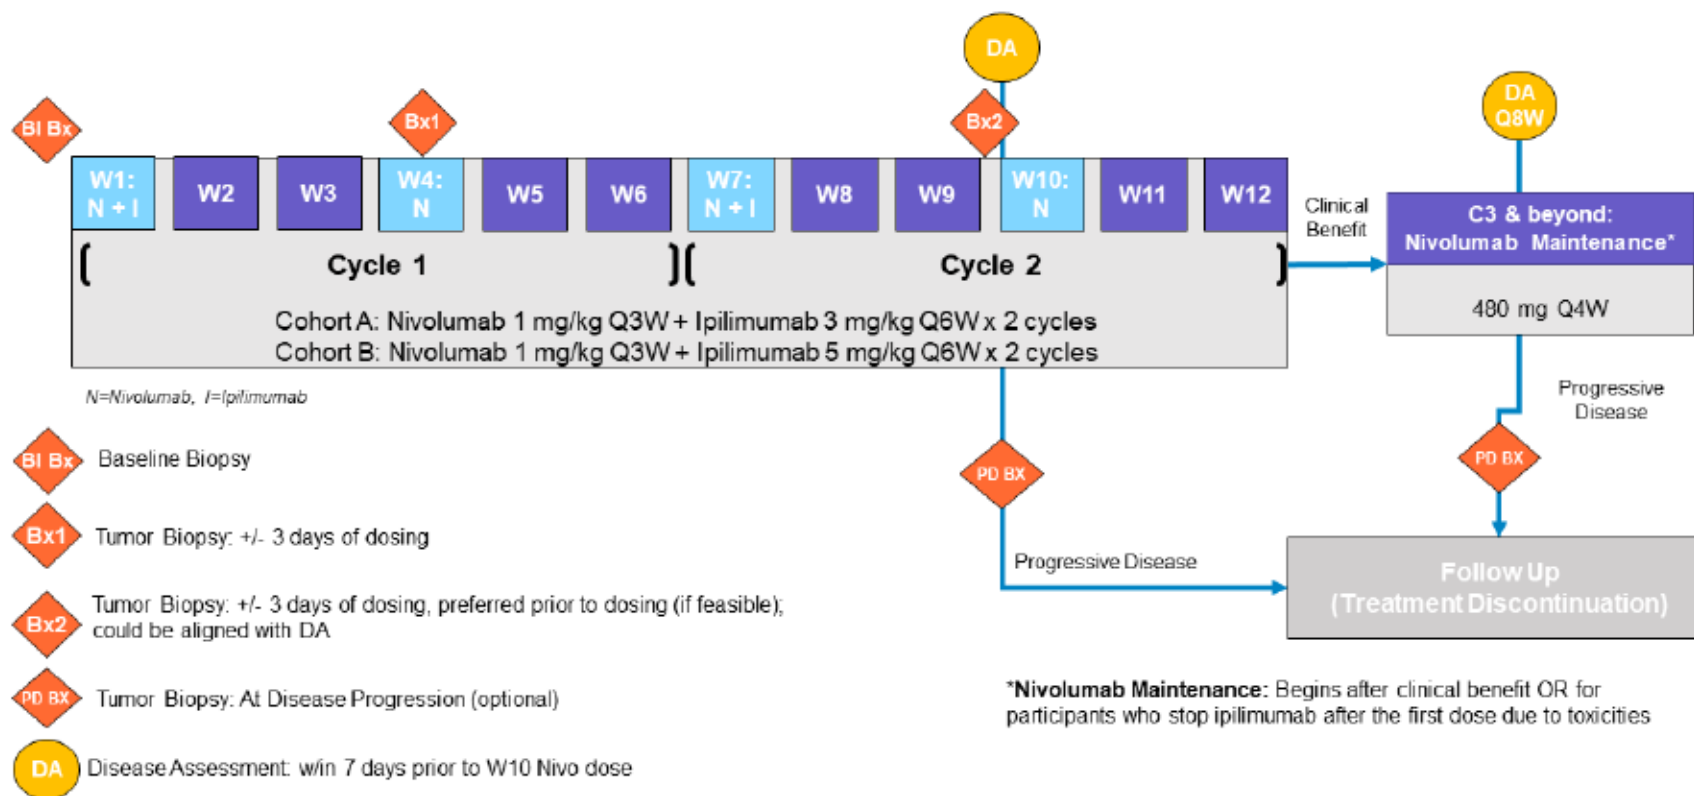 DA
DA
Q8W
BI Bx
Bx1
Bx2
W1:
N + I
W2
W3
W4:
N
W5
W6
W7:
N + I
W8
W9
W10:
N
W11
W12
Clinical
Benefit
C3 & beyond:
Nivolumab Maintenance*
480 mg Q4W
Cycle 1
Cycle 2
Cohort A: Nivolumab 1 mg/kg Q3W + Ipilimumab 3 mg/kg Q6W x 2 cycles
Cohort B: Nivolumab 1 mg/kg Q3W + Ipilimumab 5 mg/kg Q6W x 2 cycles
N=Nivolumab, I=Ipilimumab
Progressive
Disease
PD BX
PD BX
Progressive Disease
Follow Up
(Treatment Discontinuation)
BI Bx Baseline Biopsy
Bx1 Tumor Biopsy: +/- 3 days of dosing
Bx2 Tumor Biopsy: +/- 3 days of dosing, preferred prior to dosing (if feasible);
could be aligned with DA
PD BX Tumor Biopsy: At Disease Progression (optional)
DA Disease Assessment: w/in 7 days prior to W10 Nivo dose
*Nivolumab Maintenance: Begins after clinical benefit OR for
participants who stop ipilimumab after the first dose due to toxicities